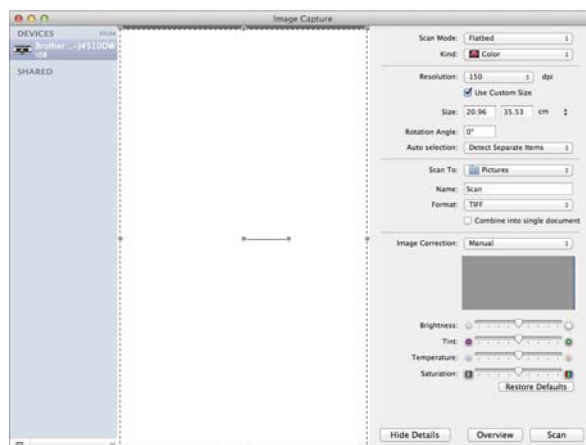 Image Capture
DEVICES Hide
Brother ...-J4510DW
USB
SHARED
Scan Mode: Flatbed
Kind: Color
Resolution: 150 dpi
Use Custom Size
Size: 20.96 35.53 cm
Rotation Angle: 0°
Auto selection: Detect Separate Items
Scan To: Pictures
Name: Scan
Format: TIFF
Combine into single document
Image Correction: Manual
Brightness:
Tint:
Temperature:
Saturation:
Restore Defaults
Hide Details Overview Scan